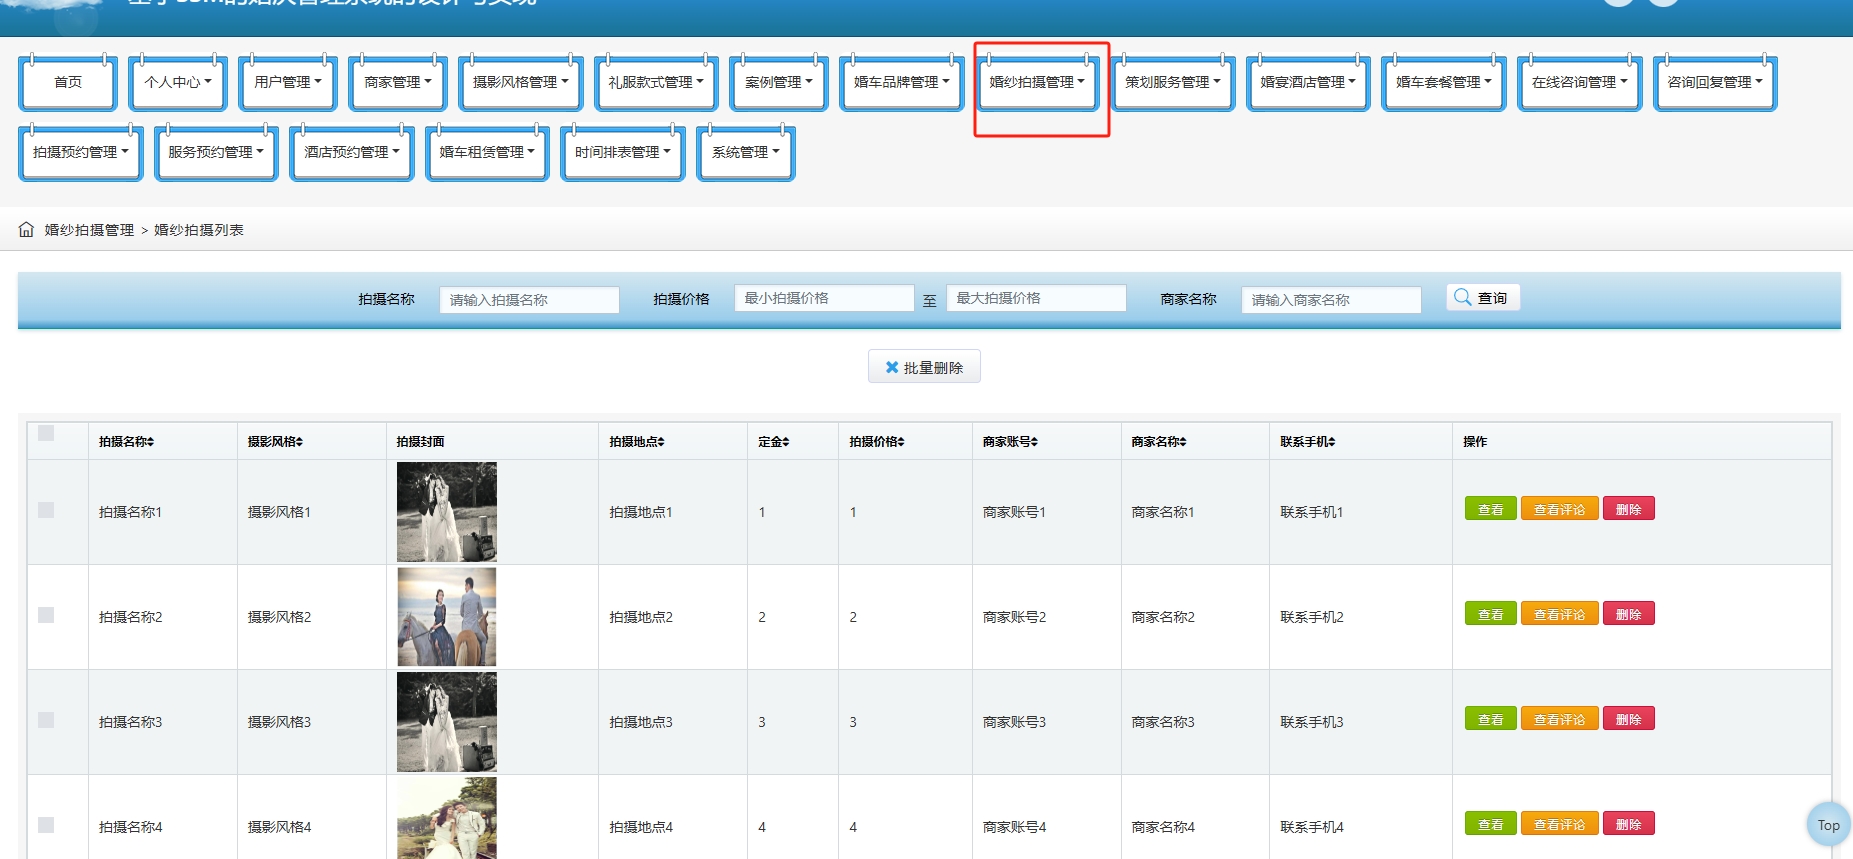 基于SSM的婚庆管理系统的设计与实现
首页 个人中心 用户管理 商家管理 摄影风格管理 礼服款式管理 案例管理 婚车品牌管理 婚纱拍摄管理 策划服务管理 婚宴酒店管理 婚车套餐管理 在线咨询管理 咨询回复管理
拍摄预约管理 服务预约管理 酒店预约管理 婚车租赁管理 时间排表管理 系统管理
婚纱拍摄管理 > 婚纱拍摄列表
拍摄名称 请输入拍摄名称 拍摄价格 最小拍摄价格 至 最大拍摄价格 商家名称 请输入商家名称 查询
批量删除
拍摄名称 摄影风格 拍摄封面 拍摄地点 定金 拍摄价格 商家账号 商家名称 联系手机 操作
拍摄名称1 摄影风格1 拍摄地点1 1 1 商家账号1 商家名称1 联系手机1 查看 查看评论 删除
拍摄名称2 摄影风格2 拍摄地点2 2 2 商家账号2 商家名称2 联系手机2 查看 查看评论 删除
拍摄名称3 摄影风格3 拍摄地点3 3 3 商家账号3 商家名称3 联系手机3 查看 查看评论 删除
拍摄名称4 摄影风格4 拍摄地点4 4 4 商家账号4 商家名称4 联系手机4 查看 查看评论 删除
Top